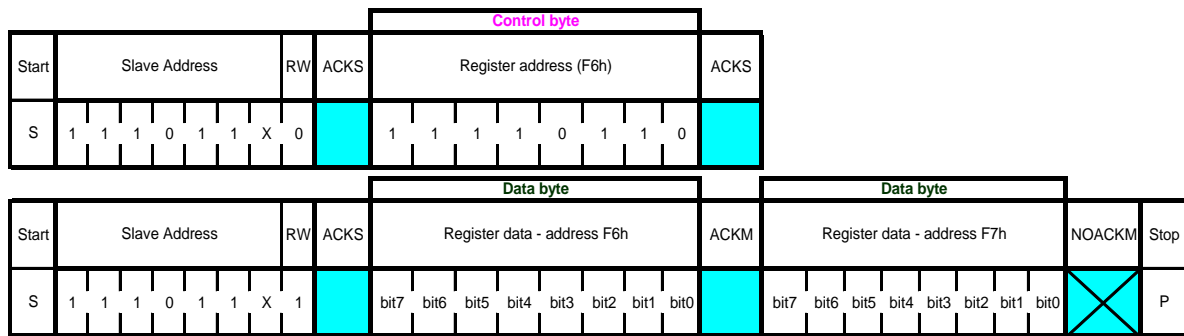 Control byte
Start Slave Address RW ACKS Register address (F6h) ACKS
S 1 1 1 0 1 1 X 0 1 1 1 1 0 1 1 0
Data byte Data byte
Start Slave Address RW ACKS Register data - address F6h ACKM Register data - address F7h NOACKM Stop
S 1 1 1 0 1 1 X 1 bit7 bit6 bit5 bit4 bit3 bit2 bit1 bit0 bit7 bit6 bit5 bit4 bit3 bit2 bit1 bit0 P